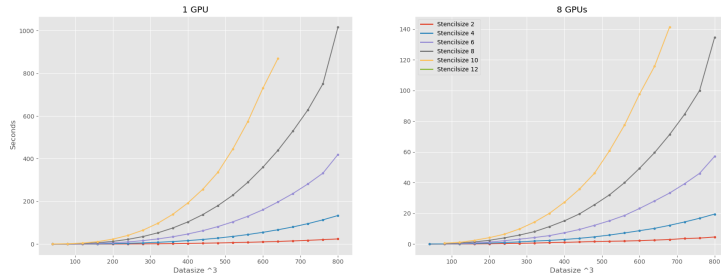 1 GPU
1000
800
600
400
200
0
Seconds
100
200
300
400
500
600
700
800
Datasize ^3
8 GPUs
Stencilsize 2
Stencilsize 4
Stencilsize 6
Stencilsize 8
Stencilsize 10
Stencilsize 12
140
120
100
80
60
40
20
0
100
200
300
400
500
600
700
800
Datasize ^3